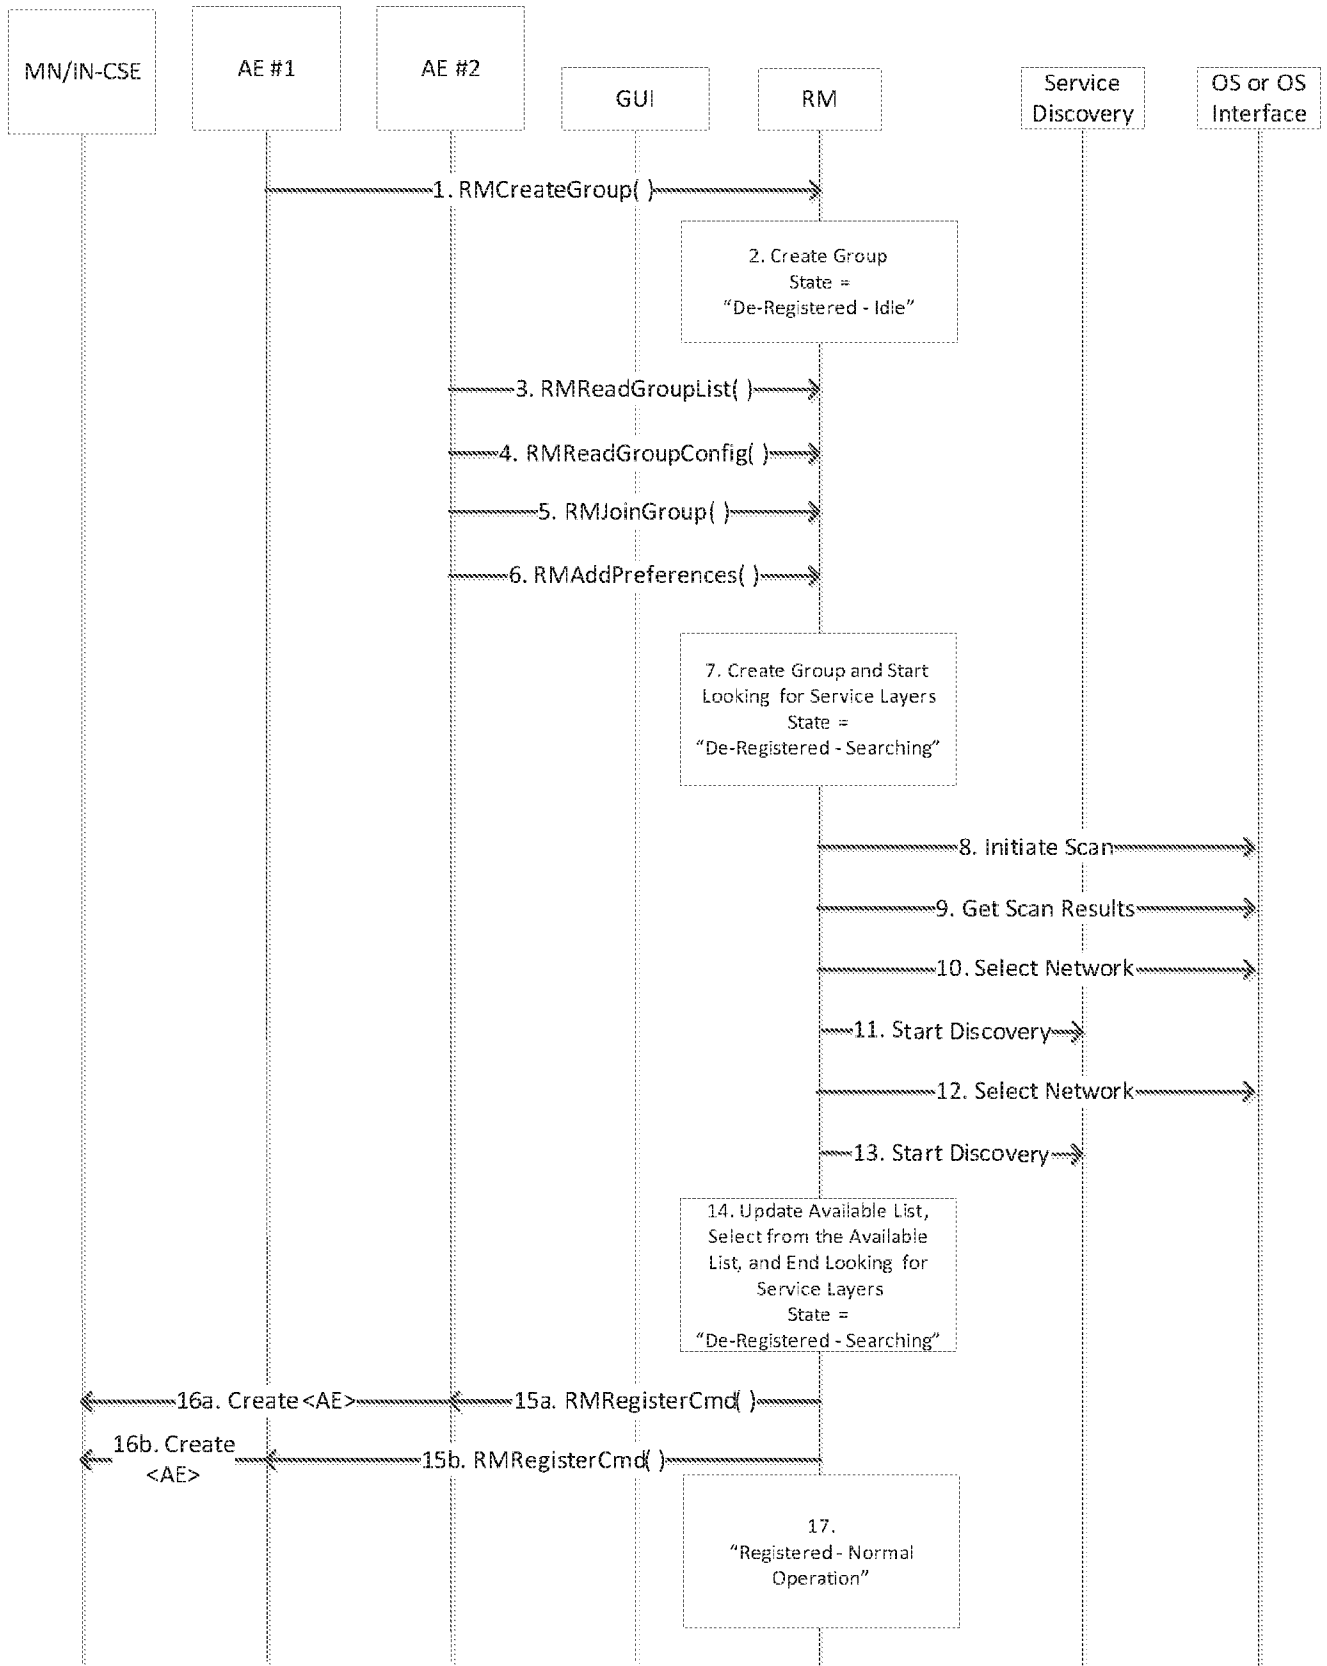 MN/IN-CSE
AE #1
AE #2
GUI
RM
Service
Discovery
OS or OS
Interface
1. RMCreateGroup( )
2. Create Group
State =
“De-Registered - Idle”
3. RMReadGroupList( )
4. RMReadGroupConfig( )
5. RMJoinGroup( )
6. RMAddPreferences( )
7. Create Group and Start
Looking for Service Layers
State =
“De-Registered - Searching”
8. Initiate Scan
9. Get Scan Results
10. Select Network
11. Start Discovery
12. Select Network
13. Start Discovery
14. Update Available List,
Select from the Available
List, and End Looking for
Service Layers
State =
“De-Registered - Searching”
16a. Create <AE>
15a. RMRegisterCmd( )
16b. Create
<AE>
15b. RMRegisterCmd( )
17.
“Registered - Normal
Operation”